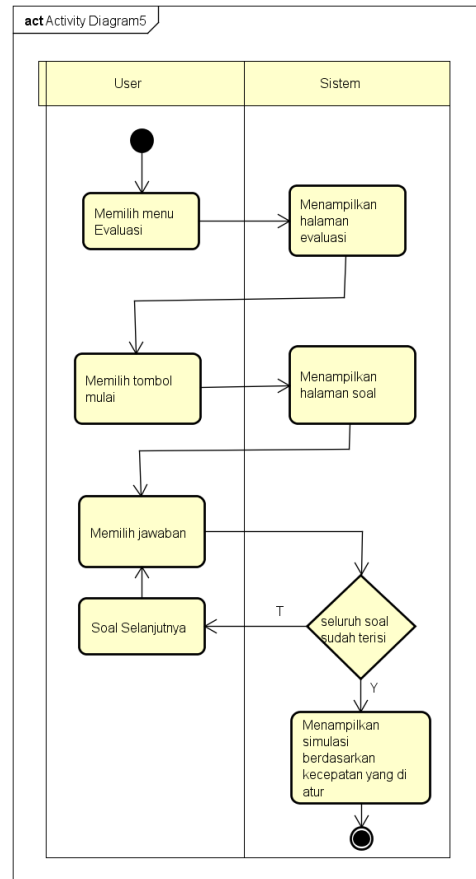 act Activity Diagram5
User
Sistem
Memilih menu
Evaluasi
Menampilkan
halaman
evaluasi
Memilih tombol
mulai
Menampilkan
halaman soal
Memilih jawaban
seluruh soal
sudah terisi
T
Soal Selanjutnya
Y
Menampilkan
simulasi
berdasarkan
kecepatan yang di
atur